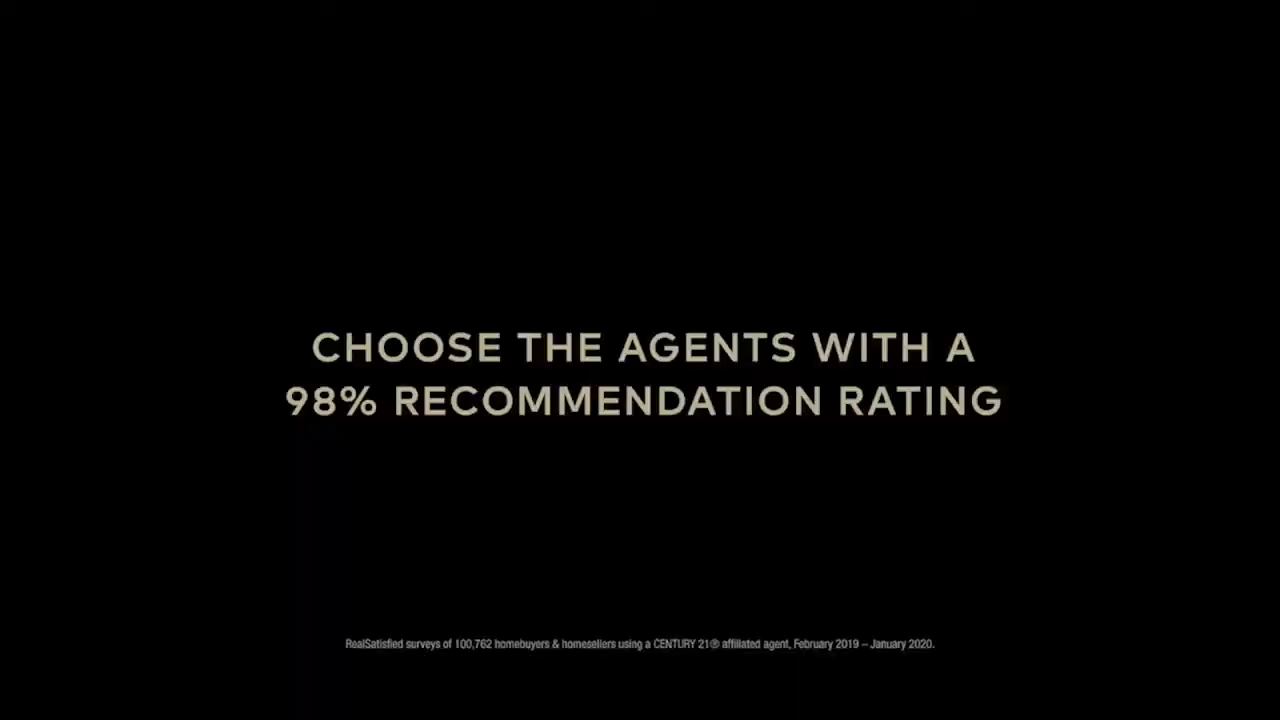 CHOOSE THE AGENTS WITH A
98% RECOMMENDATION RATING
RealSatisfied surveys of 100,762 homebuyers & homesellers using a CENTURY 21® affiliated agent, February 2019 – January 2020.